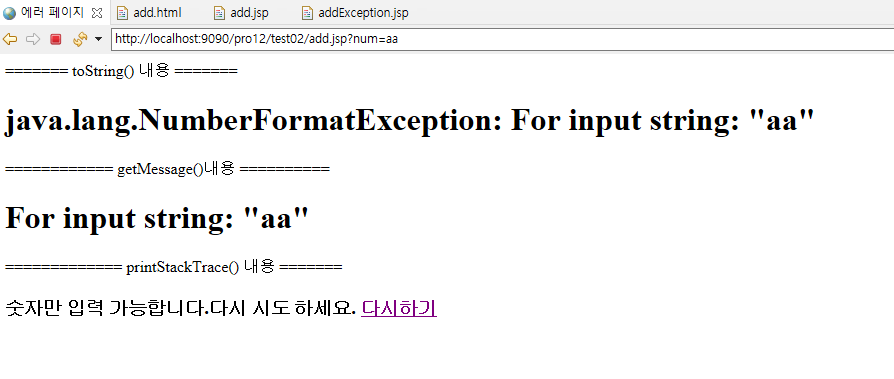 에러 페이지 add.html add.jsp addException.jsp
http://localhost:9090/pro12/test02/add.jsp?num=aa
======= toString() 내용 =======
java.lang.NumberFormatException: For input string: "aa"
============ getMessage()내용 ==========
For input string: "aa"
============= printStackTrace() 내용 =======
숫자만 입력 가능합니다.다시 시도 하세요. 다시하기